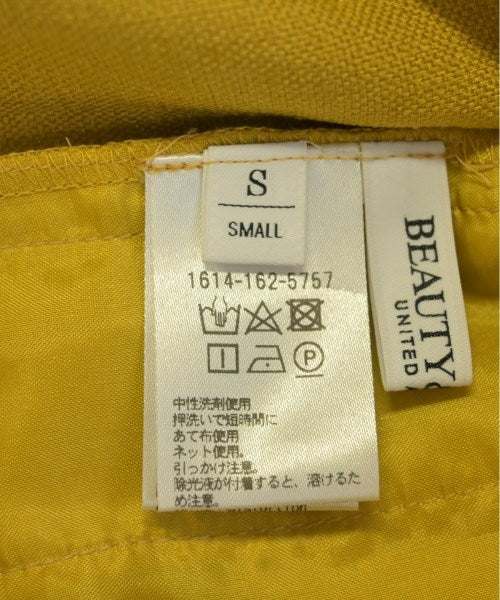 S
SMALL
1614-162-5757
中性洗剤使用
押洗いで短時間に
あて布使用
ネット使用。
引っかけ注意。
除光液が付着すると、溶けるた
め注意。
BEAUTY
UNITED